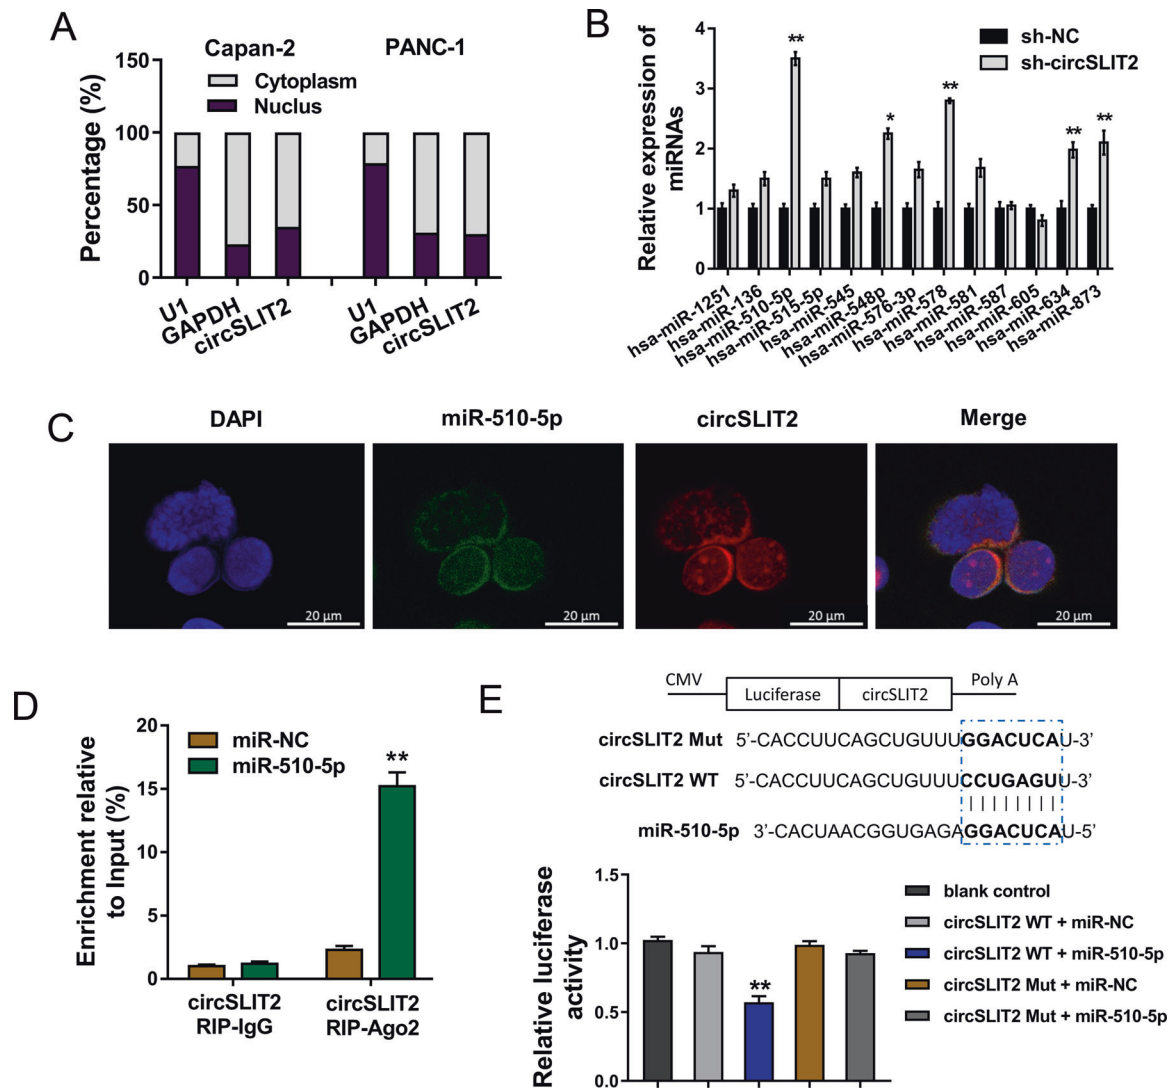 A
Capan-2
PANC-1
Cytoplasm
Nuclus
Percentage (%)
150
100
50
0
U1
GAPDH
circSLIT2
U1
GAPDH
circSLIT2
B
sh-NC
sh-circSLIT2
Relative expression of
miRNAs
4
3
2
1
0
**
*
**
**
**
hsa-miR-1251
hsa-miR-136
hsa-miR-510-5p
hsa-miR-515-5p
hsa-miR-545
hsa-miR-548p
hsa-miR-576-3p
hsa-miR-578
hsa-miR-581
hsa-miR-587
hsa-miR-605
hsa-miR-634
hsa-miR-873
C
DAPI
miR-510-5p
circSLIT2
Merge
20 µm
20 µm
20 µm
20 µm
D
Enrichment relative
to Input (%)
20
15
10
5
0
miR-NC
miR-510-5p
**
circSLIT2
RIP-IgG
circSLIT2
RIP-Ago2
E
CMV
Luciferase
circSLIT2
Poly A
circSLIT2 Mut 5'-CACCUUCAGCUGUUUGGACUCAU-3'
circSLIT2 WT 5'-CACCUUCAGCUGUUUCCUGAGUU-3'
miR-510-5p 3'-CACUAACGGUGAGAGGACUCAU-5'
Relative luciferase
activity
1.5
1.0
0.5
0.0
**
blank control
circSLIT2 WT + miR-NC
circSLIT2 WT + miR-510-5p
circSLIT2 Mut + miR-NC
circSLIT2 Mut + miR-510-5p